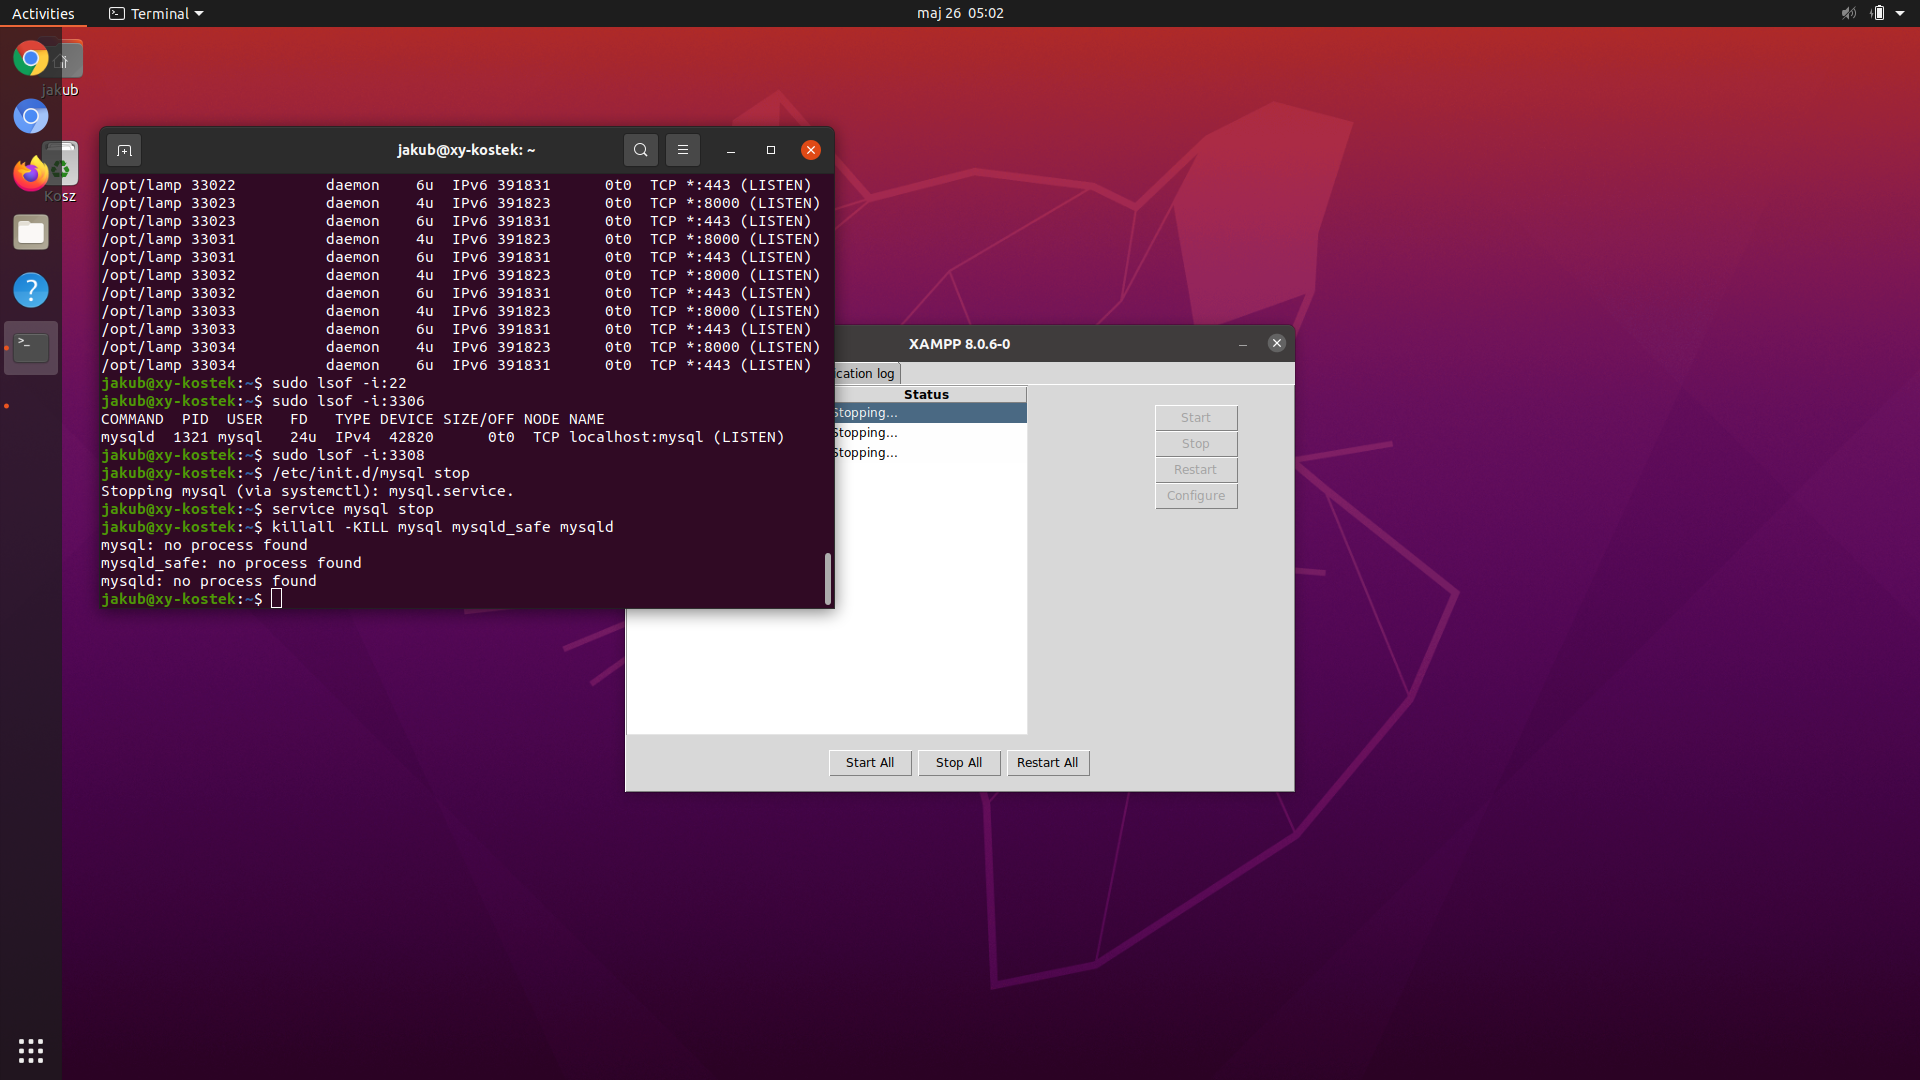 Activities
Terminal
maj 26 05:02
jakub
Kosz
jakub@xy-kostek: ~
/opt/lamp 33022 daemon 6u IPv6 391831 0t0 TCP *:443 (LISTEN)
/opt/lamp 33023 daemon 4u IPv6 391823 0t0 TCP *:8000 (LISTEN)
/opt/lamp 33023 daemon 6u IPv6 391831 0t0 TCP *:443 (LISTEN)
/opt/lamp 33031 daemon 4u IPv6 391823 0t0 TCP *:8000 (LISTEN)
/opt/lamp 33031 daemon 6u IPv6 391831 0t0 TCP *:443 (LISTEN)
/opt/lamp 33032 daemon 4u IPv6 391823 0t0 TCP *:8000 (LISTEN)
/opt/lamp 33032 daemon 6u IPv6 391831 0t0 TCP *:443 (LISTEN)
/opt/lamp 33033 daemon 4u IPv6 391823 0t0 TCP *:8000 (LISTEN)
/opt/lamp 33033 daemon 6u IPv6 391831 0t0 TCP *:443 (LISTEN)
/opt/lamp 33034 daemon 4u IPv6 391823 0t0 TCP *:8000 (LISTEN)
/opt/lamp 33034 daemon 6u IPv6 391831 0t0 TCP *:443 (LISTEN)
jakub@xy-kostek:~$ sudo lsof -i:22
jakub@xy-kostek:~$ sudo lsof -i:3306
COMMAND PID USER FD TYPE DEVICE SIZE/OFF NODE NAME
mysqld 1321 mysql 24u IPv4 42820 0t0 TCP localhost:mysql (LISTEN)
jakub@xy-kostek:~$ sudo lsof -i:3308
jakub@xy-kostek:~$ /etc/init.d/mysql stop
Stopping mysql (via systemctl): mysql.service.
jakub@xy-kostek:~$ service mysql stop
jakub@xy-kostek:~$ killall -KILL mysql mysqld_safe mysqld
mysql: no process found
mysqld_safe: no process found
mysqld: no process found
jakub@xy-kostek:~$
XAMPP 8.0.6-0
ication log
Status
Stopping...
Stopping...
Stopping...
Start
Stop
Restart
Configure
Start All
Stop All
Restart All